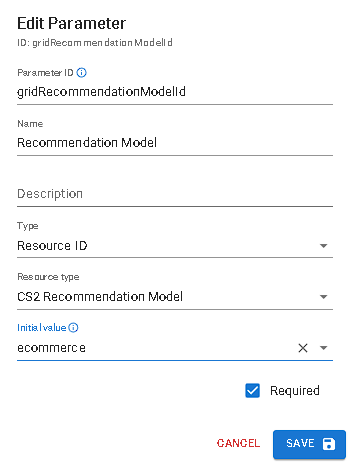 Edit Parameter
ID: gridRecommendationModelId
Parameter ID
gridRecommendationModelId
Name
Recommendation Model
Description
Type
Resource ID
Resource type
CS2 Recommendation Model
Initial value
ecommerce
Required
CANCEL SAVE